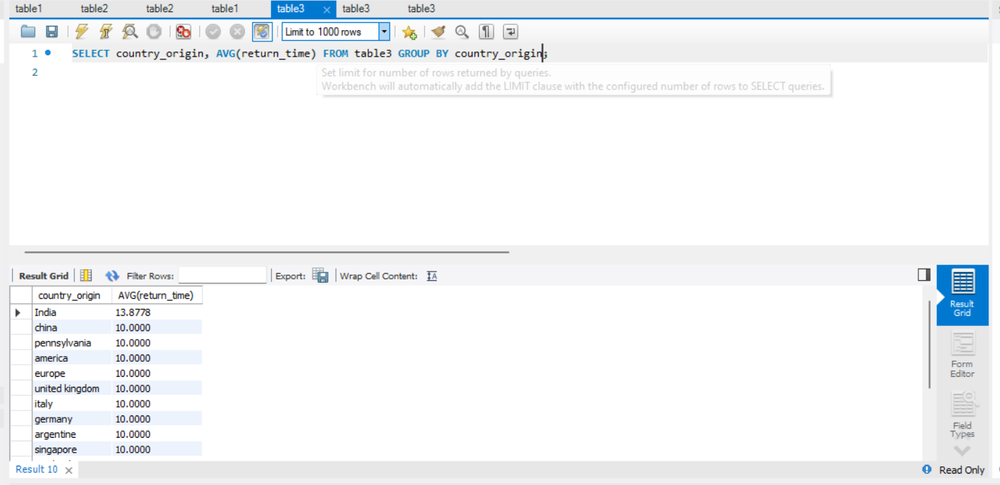 table1 table2 table2 table1 table3 table3 table3
Limit to 1000 rows
1 SELECT country_origin, AVG(return_time) FROM table3 GROUP BY country_origin;
2
Set limit for number of rows returned by queries.
Workbench will automatically add the LIMIT clause with the configured number of rows to SELECT queries.
Result Grid Filter Rows: Export: Wrap Cell Content:
country_origin AVG(return_time)
India 13.8778
china 10.0000
pennsylvania 10.0000
america 10.0000
europe 10.0000
united kingdom 10.0000
italy 10.0000
germany 10.0000
argentine 10.0000
singapore 10.0000
Result
Grid
Form
Editor
Field
Types
Result 10
Read Only